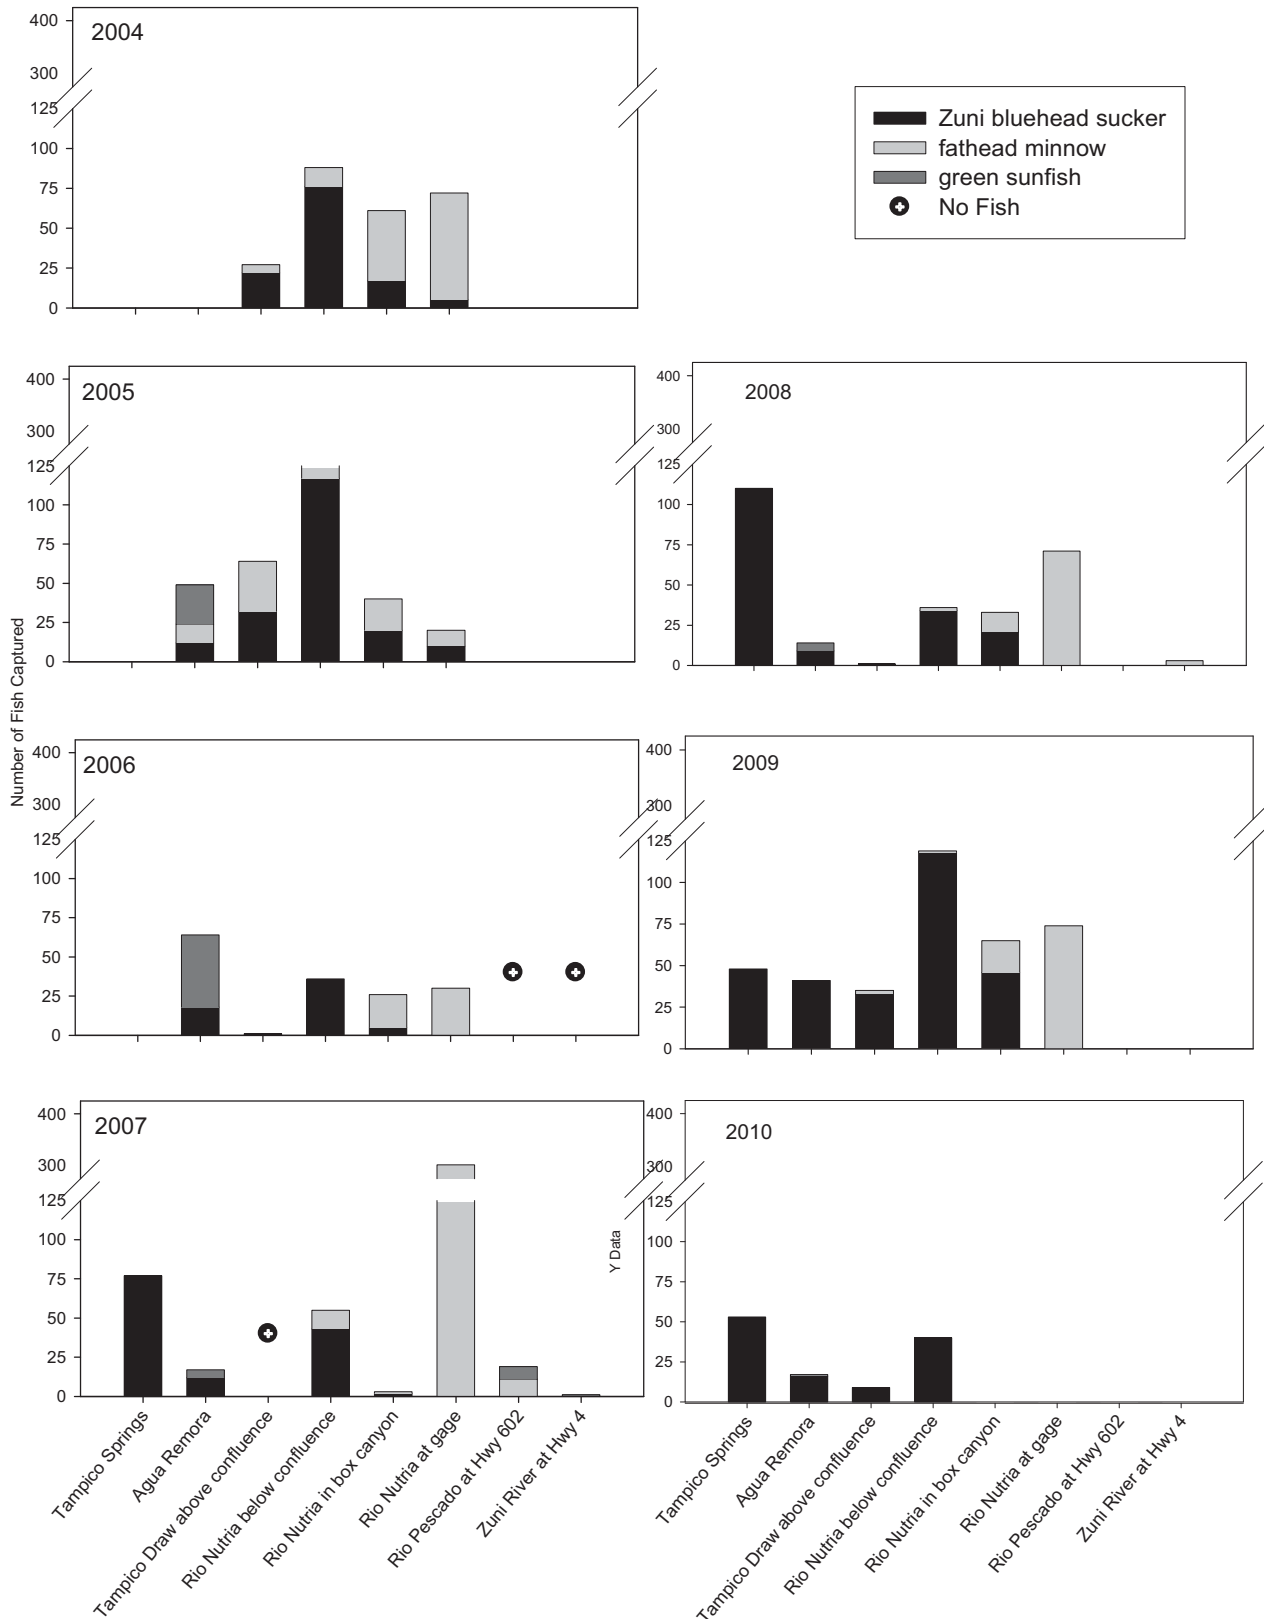 2004
400
300
125
100
75
50
25
0
Zuni bluehead sucker
fathead minnow
green sunfish
No Fish
Number of Fish Captured
2005
400
300
125
100
75
50
25
0
2008
400
300
125
100
75
50
25
0
2006
400
300
125
100
75
50
25
0
2009
400
300
125
100
75
50
25
0
2007
400
300
125
100
75
50
25
0
Tampico Springs
Agua Remora
Tampico Draw above confluence
Rio Nutria below confluence
Rio Nutria in box canyon
Rio Nutria at gage
Rio Pescado at Hwy 602
Zuni River at Hwy 4
Y Data
2010
400
300
125
100
75
50
25
0
Tampico Springs
Agua Remora
Tampico Draw above confluence
Rio Nutria below confluence
Rio Nutria in box canyon
Rio Nutria at gage
Rio Pescado at Hwy 602
Zuni River at Hwy 4